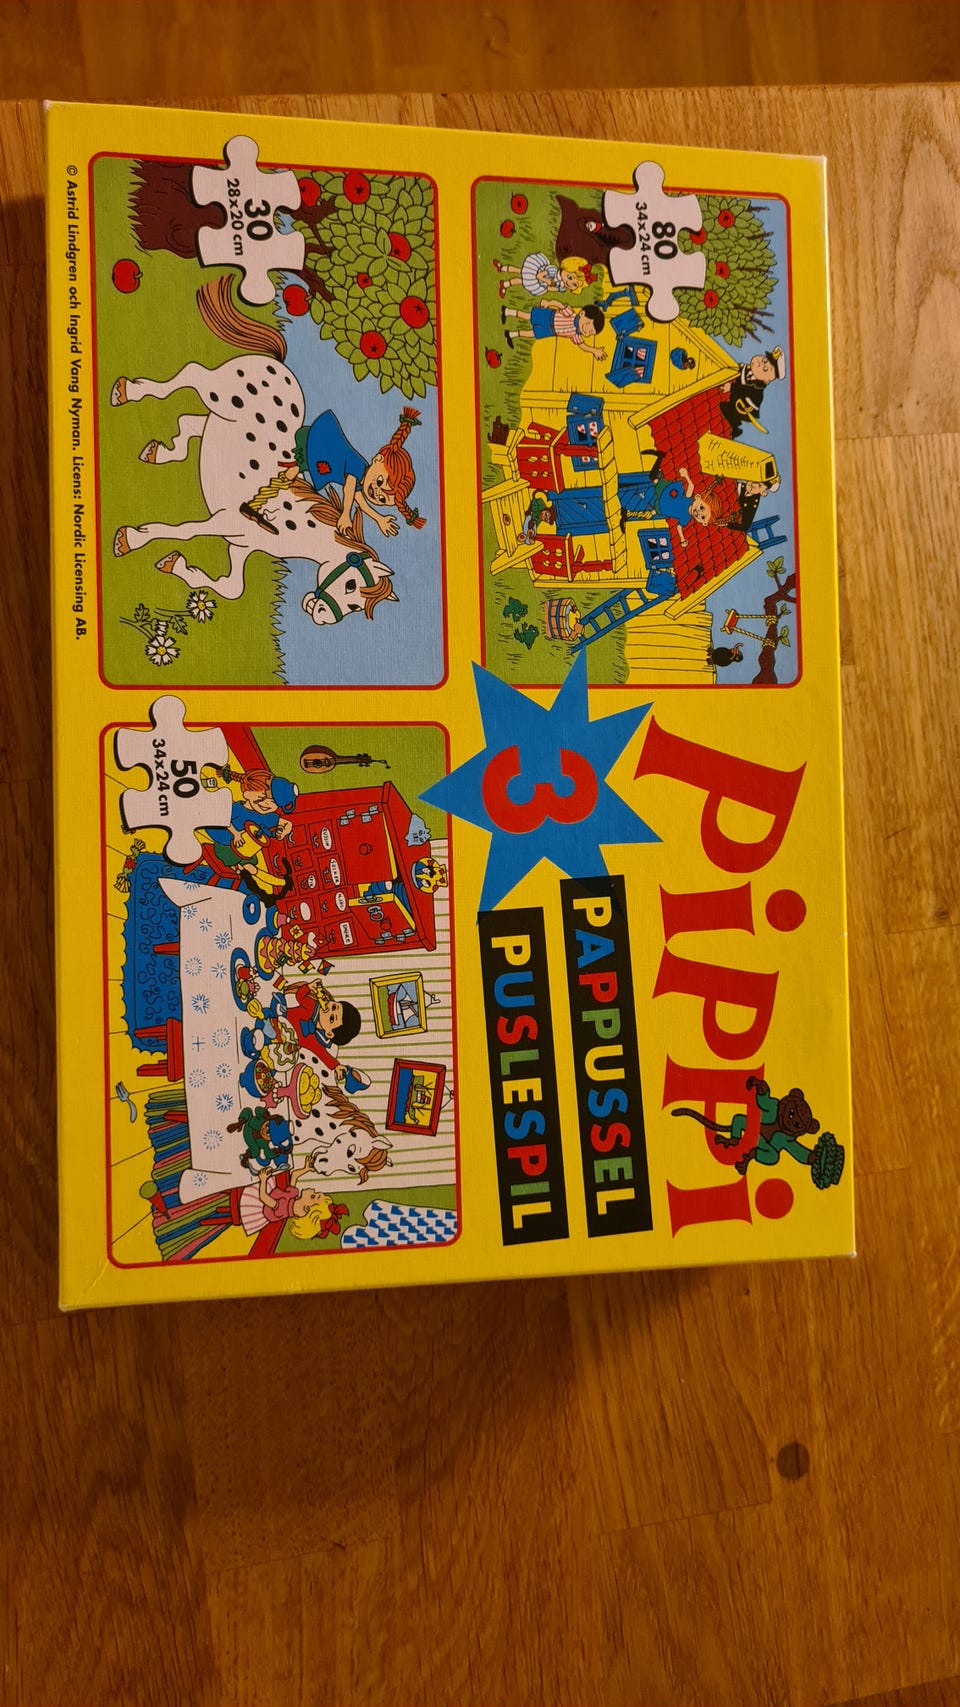 80
34x24 cm
Pippi
3
PAPPUSSEL
PUSLESPIL
30
28x20 cm
50
34x24 cm
© Astrid Lindgren och Ingrid Vang Nyman. Licens: Nordic Licensing AB.